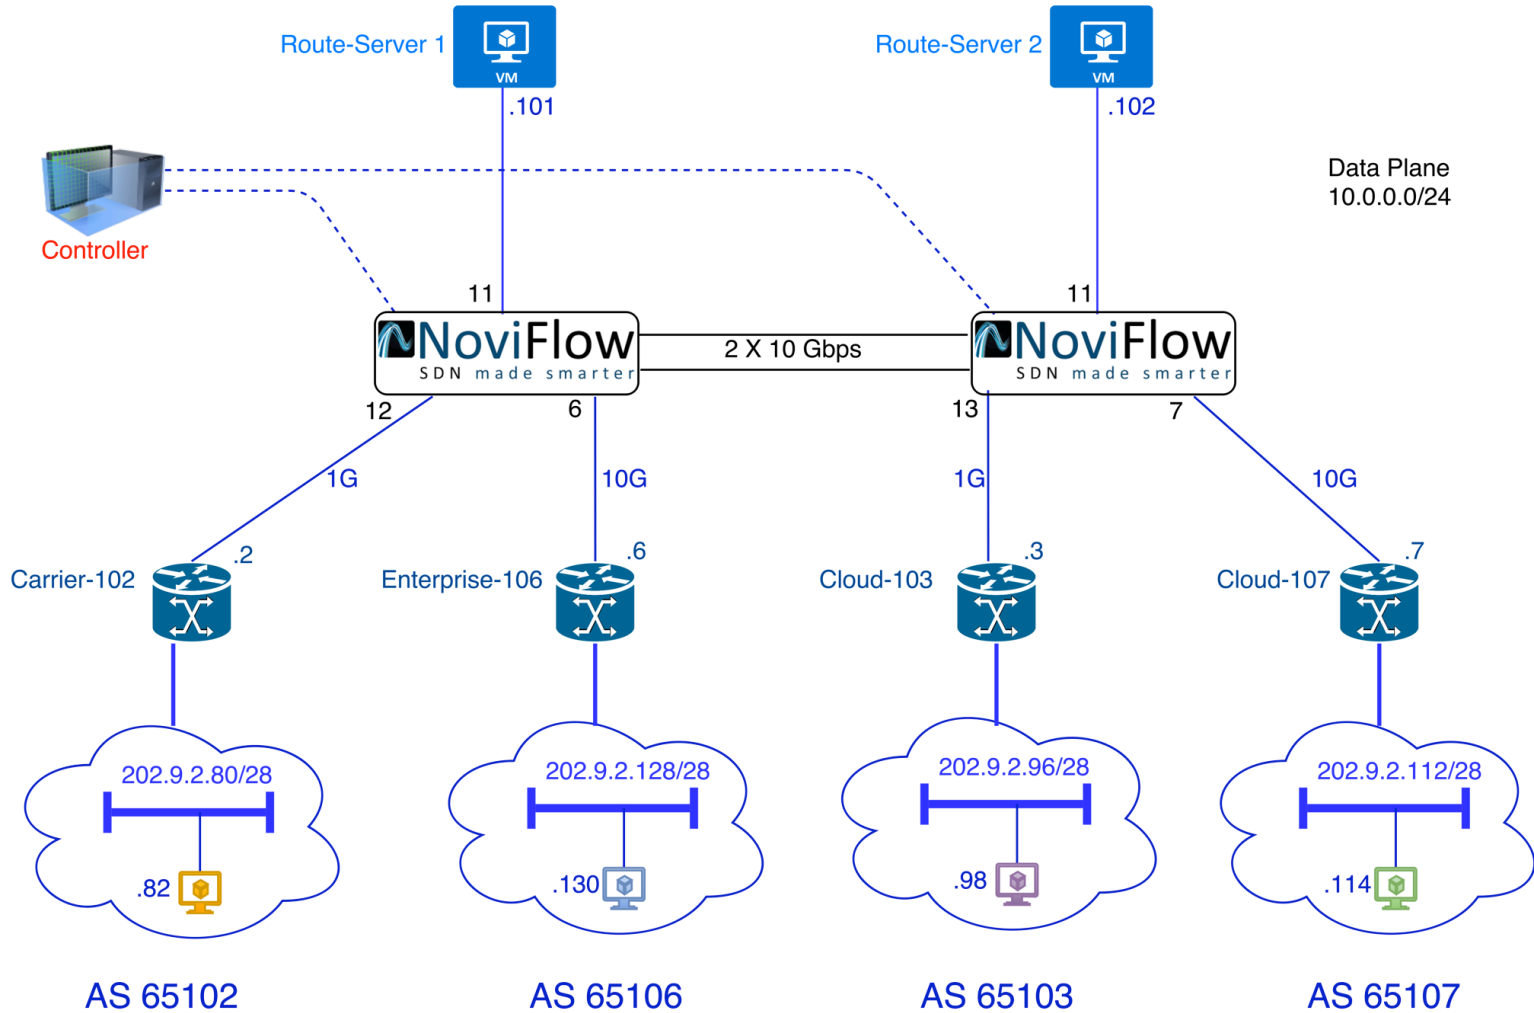 Route-Server 1
VM
.101
Route-Server 2
VM
.102
Data Plane
10.0.0.0/24
Controller
11
11
NoviFlow
SDN made smarter
2 X 10 Gbps
NoviFlow
SDN made smarter
12
6
13
7
1G
10G
1G
10G
Carrier-102
.2
Enterprise-106
.6
Cloud-103
.3
Cloud-107
.7
202.9.2.80/28
202.9.2.128/28
202.9.2.96/28
202.9.2.112/28
.82
.130
.98
.114
AS 65102
AS 65106
AS 65103
AS 65107